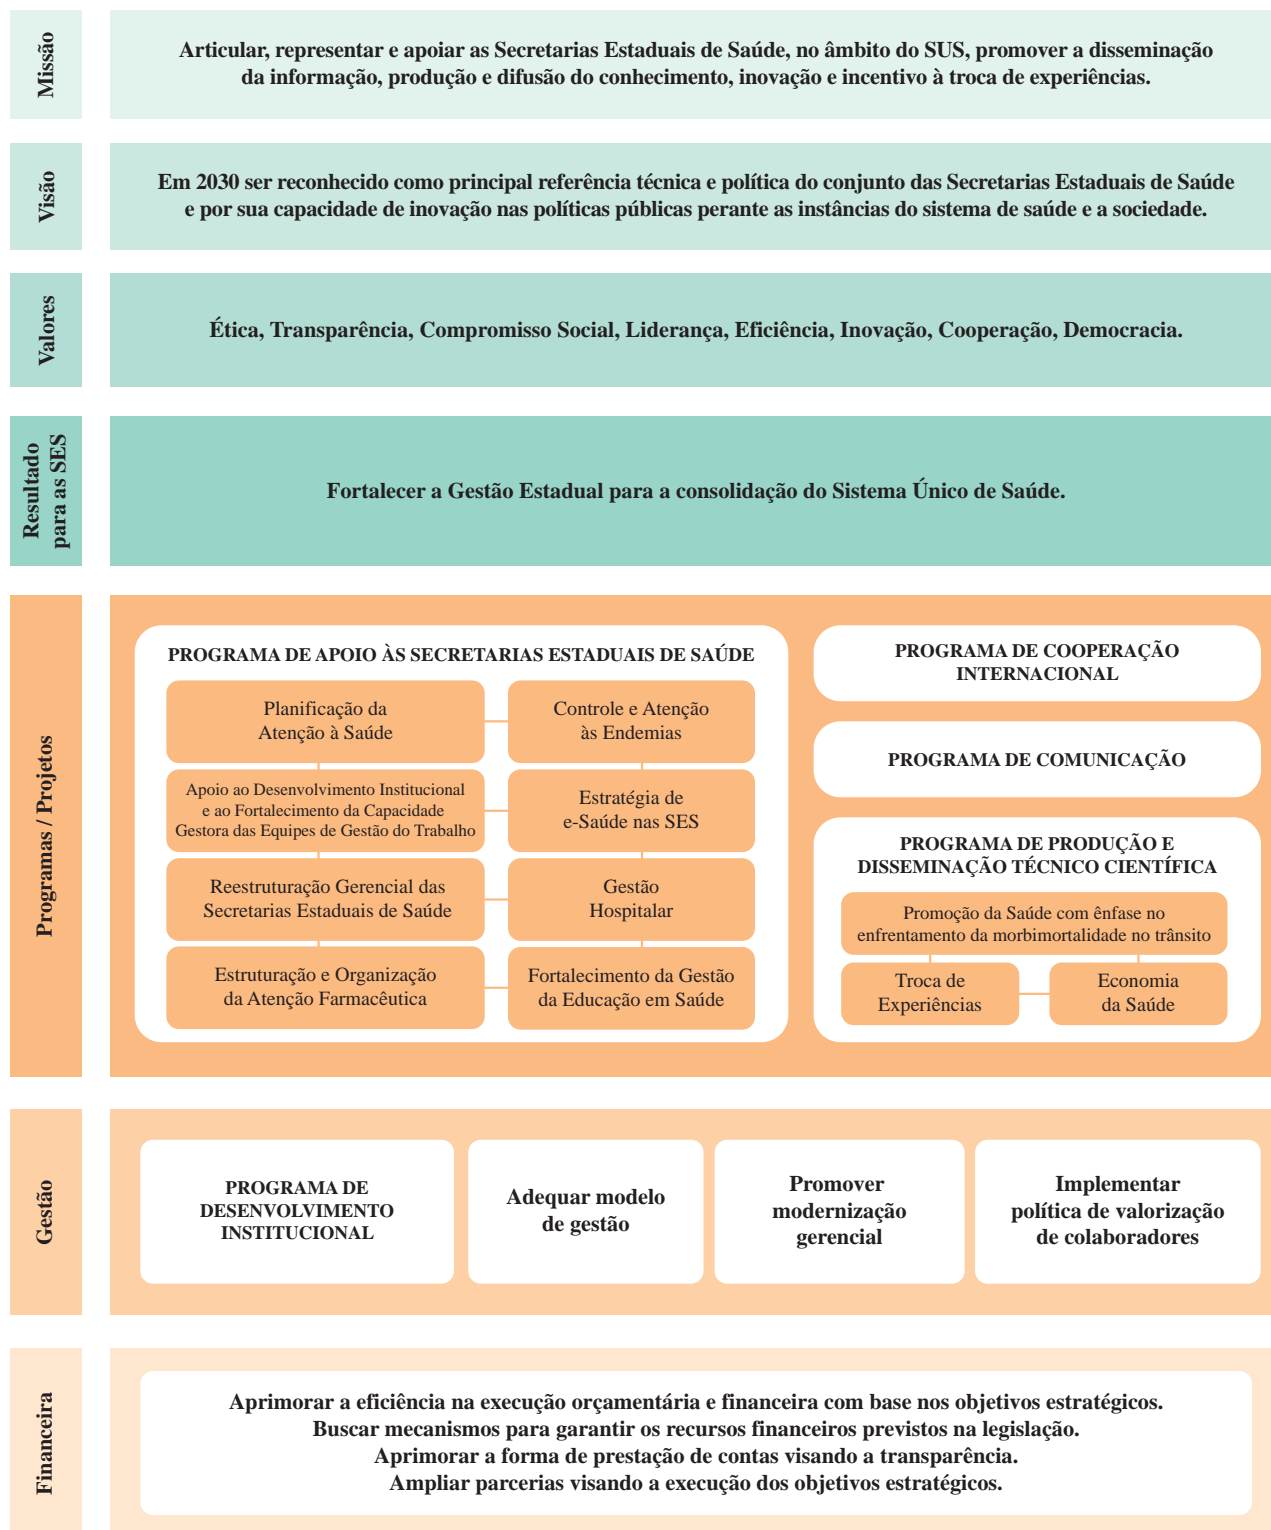 Missão
Articular, representar e apoiar as Secretarias Estaduais de Saúde, no âmbito do SUS, promover a disseminação
da informação, produção e difusão do conhecimento, inovação e incentivo à troca de experiências.
Visão
Em 2030 ser reconhecido como principal referência técnica e política do conjunto das Secretarias Estaduais de Saúde
e por sua capacidade de inovação nas políticas públicas perante as instâncias do sistema de saúde e a sociedade.
Valores
Ética, Transparência, Compromisso Social, Liderança, Eficiência, Inovação, Cooperação, Democracia.
Resultado
para as SES
Fortalecer a Gestão Estadual para a consolidação do Sistema Único de Saúde.
Programas / Projetos
PROGRAMA DE APOIO ÀS SECRETARIAS ESTADUAIS DE SAÚDE
Planificação da
Atenção à Saúde
Controle e Atenção
às Endemias
Apoio ao Desenvolvimento Institucional
e ao Fortalecimento da Capacidade
Gestora das Equipes de Gestão do Trabalho
Estratégia de
e-Saúde nas SES
Reestruturação Gerencial das
Secretarias Estaduais de Saúde
Gestão
Hospitalar
Estruturação e Organização
da Atenção Farmacêutica
Fortalecimento da Gestão
da Educação em Saúde
PROGRAMA DE COOPERAÇÃO
INTERNACIONAL
PROGRAMA DE COMUNICAÇÃO
PROGRAMA DE PRODUÇÃO E
DISSEMINAÇÃO TÉCNICO CIENTÍFICA
Promoção da Saúde com ênfase no
enfrentamento da morbimortalidade no trânsito
Troca de
Experiências
Economia
da Saúde
Gestão
PROGRAMA DE
DESENVOLVIMENTO
INSTITUCIONAL
Adequar modelo
de gestão
Promover
modernização
gerencial
Implementar
política de valorização
de colaboradores
Financeira
Aprimorar a eficiência na execução orçamentária e financeira com base nos objetivos estratégicos.
Buscar mecanismos para garantir os recursos financeiros previstos na legislação.
Aprimorar a forma de prestação de contas visando a transparência.
Ampliar parcerias visando a execução dos objetivos estratégicos.